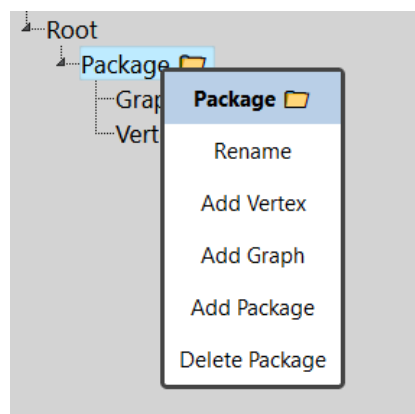 Root
Package
Grap
Vert
Package
Rename
Add Vertex
Add Graph
Add Package
Delete Package